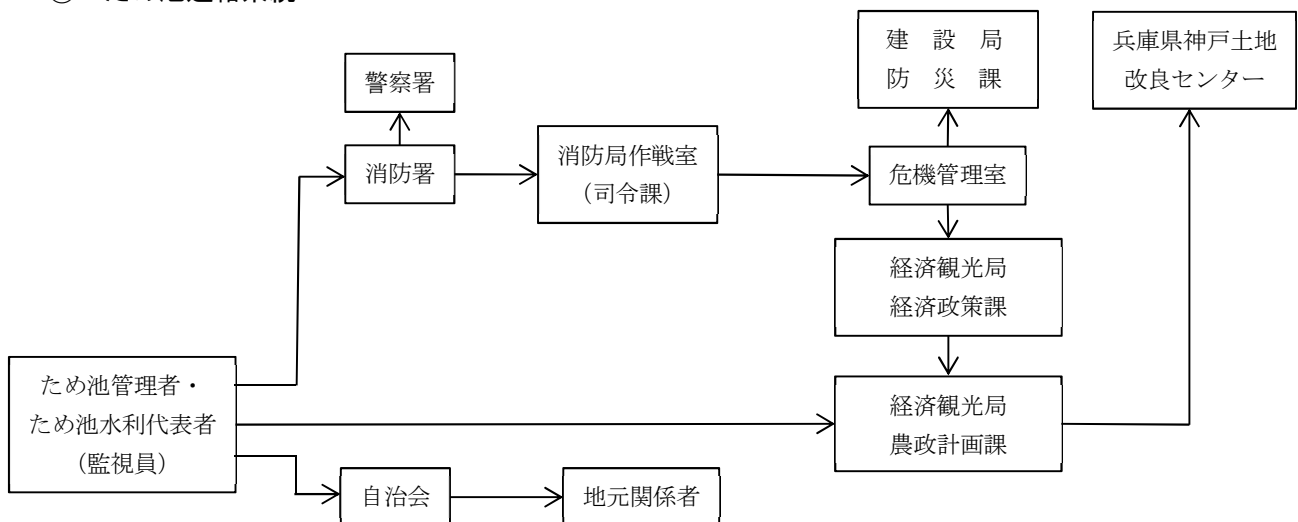 建設局
防災課
兵庫県神戸土地
改良センター
警察署
消防署
消防局作戦室
（司令課）
危機管理室
経済観光局
経済政策課
ため池管理者・
ため池水利代表者
（監視員）
経済観光局
農政計画課
自治会
地元関係者